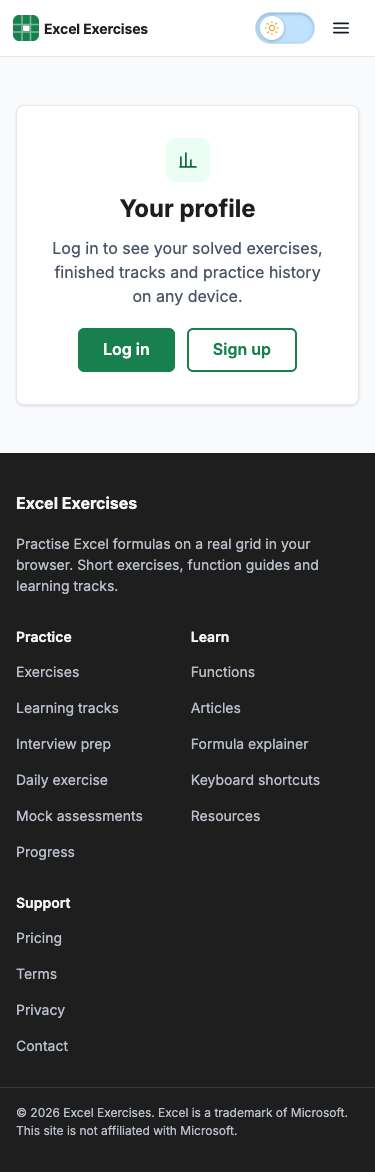 Excel Exercises
Your profile
Log in to see your solved exercises,
finished tracks and practice history
on any device.
Log in
Sign up
Excel Exercises
Practise Excel formulas on a real grid in your
browser. Short exercises, function guides and
learning tracks.
Practice
Exercises
Learning tracks
Interview prep
Daily exercise
Mock assessments
Progress
Learn
Functions
Articles
Formula explainer
Keyboard shortcuts
Resources
Support
Pricing
Terms
Privacy
Contact
© 2026 Excel Exercises. Excel is a trademark of Microsoft.
This site is not affiliated with Microsoft.